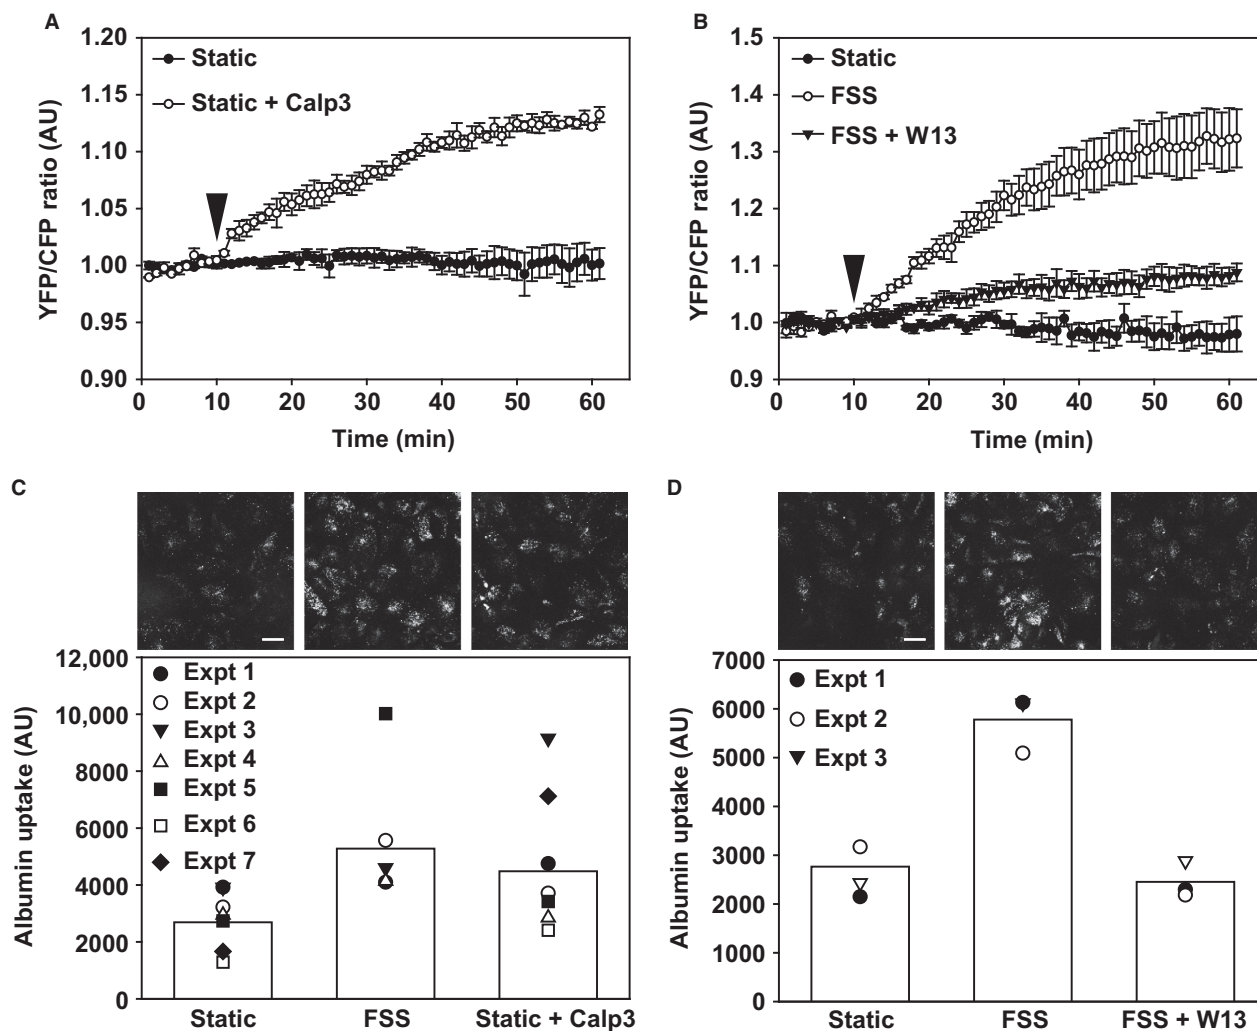 A
1.20
1.15
1.10
1.05
1.00
0.95
0.90
YFP/CFP ratio (AU)
Static
Static + Calp3
0 10 20 30 40 50 60
Time (min)
B
1.5
1.4
1.3
1.2
1.1
1.0
0.9
YFP/CFP ratio (AU)
Static
FSS
FSS + W13
0 10 20 30 40 50 60
Time (min)
C
12,000
10,000
8000
6000
4000
2000
0
Albumin uptake (AU)
Expt 1
Expt 2
Expt 3
Expt 4
Expt 5
Expt 6
Expt 7
Static FSS Static + Calp3
D
7000
6000
5000
4000
3000
2000
1000
0
Albumin uptake (AU)
Expt 1
Expt 2
Expt 3
Static FSS FSS + W13